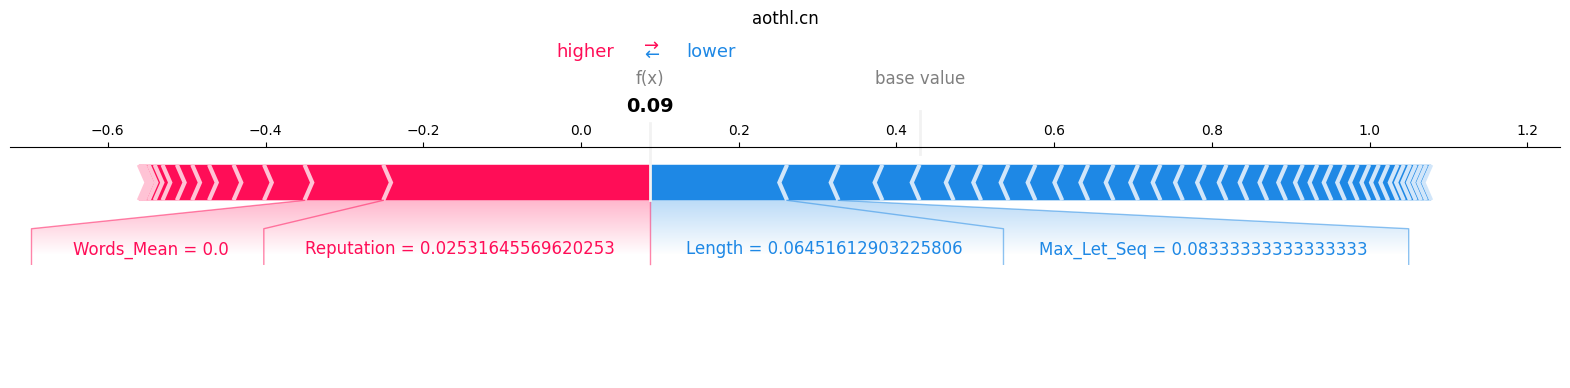 aothl.cn
higher ⇄ lower
f(x) base value
0.09
−0.6 −0.4 −0.2 0.0 0.2 0.4 0.6 0.8 1.0 1.2
Words_Mean = 0.0 Reputation = 0.02531645569620253 Length = 0.06451612903225806 Max_Let_Seq = 0.08333333333333333